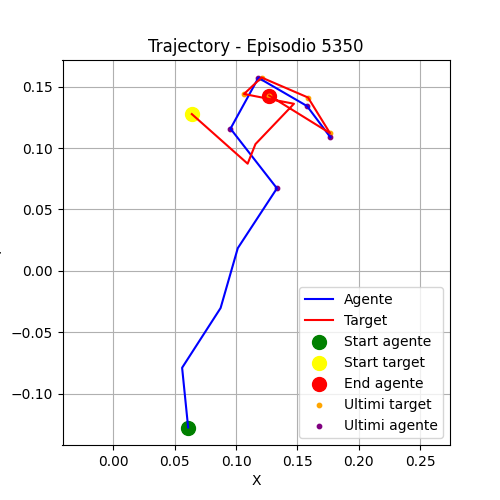 Trajectory - Episodio 5350
0.15
0.10
0.05
0.00
−0.05
−0.10
0.00 0.05 0.10 0.15 0.20 0.25
X
Agente
Target
Start agente
Start target
End agente
Ultimi target
Ultimi agente